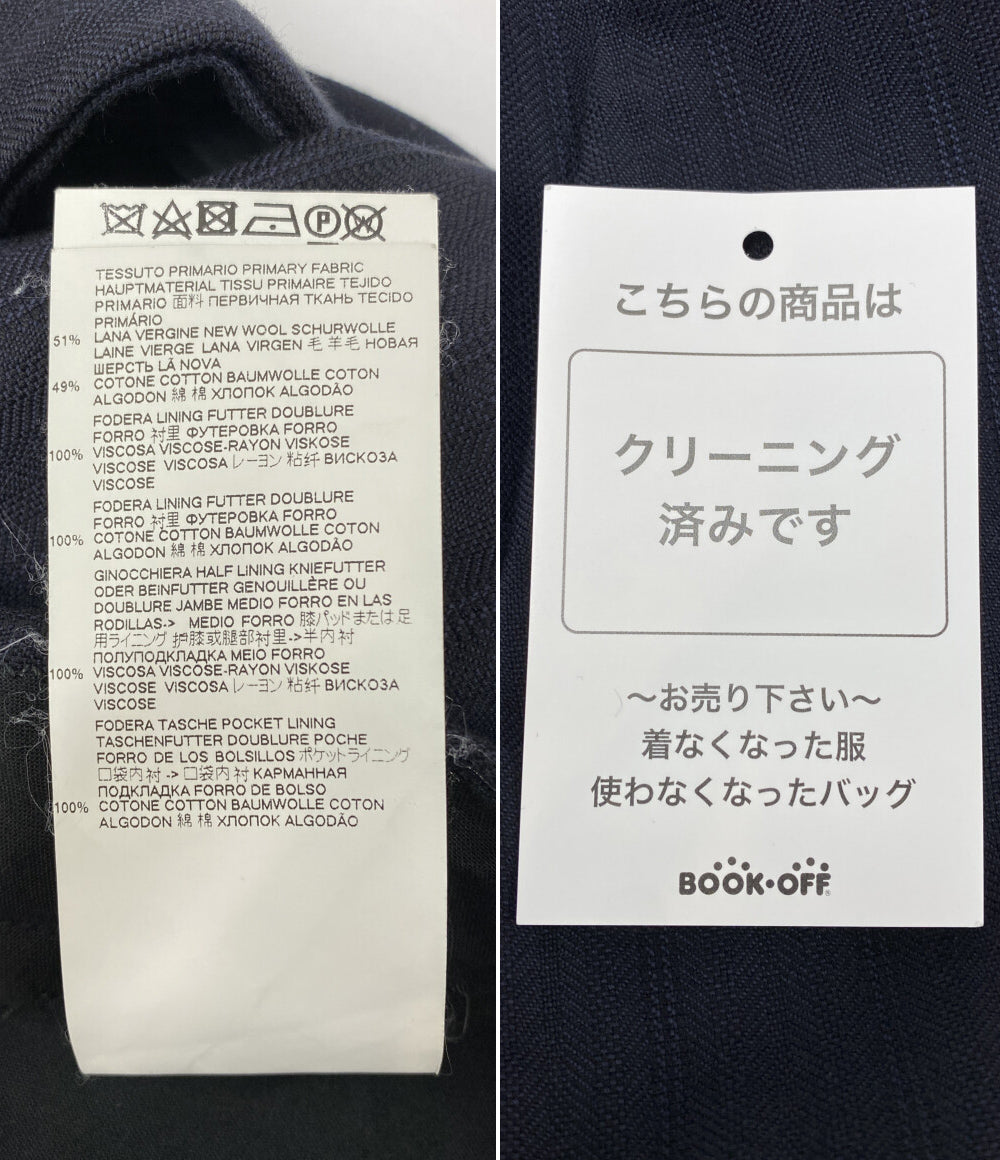 TESSUTO PRIMARIO PRIMARY FABRIC
HAUPTMATERIAL TISSU PRIMAIRE TEJIDO
PRIMARIO 面料 ПЕРВИЧНАЯ ТКАНЬ TECIDO
PRIMÁRIO
51% LANA VERGINE NEW WOOL SCHURWOLLE
LAINE VIERGE LANA VIRGEN 毛 羊毛 НОВАЯ
ШЕРСТЬ LÃ NOVA
49% COTONE COTTON BAUMWOLLE COTON
ALGODON 綿 棉 ХЛОПОК ALGODÃO
FODERA LINING FUTTER DOUBLURE
FORRO 衬里 ФУТЕРОВКА FORRO
100% VISCOSA VISCOSE-RAYON VISKOSE
VISCOSE VISCOSA レーヨン 粘纤 ВИСКОЗА
VISCOSE
FODERA LINING FUTTER DOUBLURE
FORRO 衬里 ФУТЕРОВКА FORRO
100% COTONE COTTON BAUMWOLLE COTON
ALGODON 綿 棉 ХЛОПОК ALGODÃO
GINOCCHIERA HALF LINING KNIEFUTTER
ODER BEINFUTTER GENOUILLÈRE OU
DOUBLURE JAMBE MEDIO FORRO EN LAS
RODILLAS-> MEDIO FORRO 膝パッドまたは足
用ライニング 护膝或腿部衬里->半内衬
ПОЛУПОДКЛАДКА MEIO FORRO
100% VISCOSA VISCOSE-RAYON VISKOSE
VISCOSE VISCOSA レーヨン 粘纤 ВИСКОЗА
VISCOSE
FODERA TASCHE POCKET LINING
TASCHENFUTTER DOUBLURE POCHE
FORRO DE LOS BOLSILLOS ポケットライニング
口袋内衬 -> 口袋内衬 КАРМАННАЯ
ПОДКЛАДКА FORRO DE BOLSO
100% COTONE COTTON BAUMWOLLE COTON
ALGODON 綿 棉 ХЛОПОК ALGODÃO
こちらの商品は
クリーニング
済みです
〜お売り下さい〜
着なくなった服
使わなくなったバッグ
BOOK・OFF